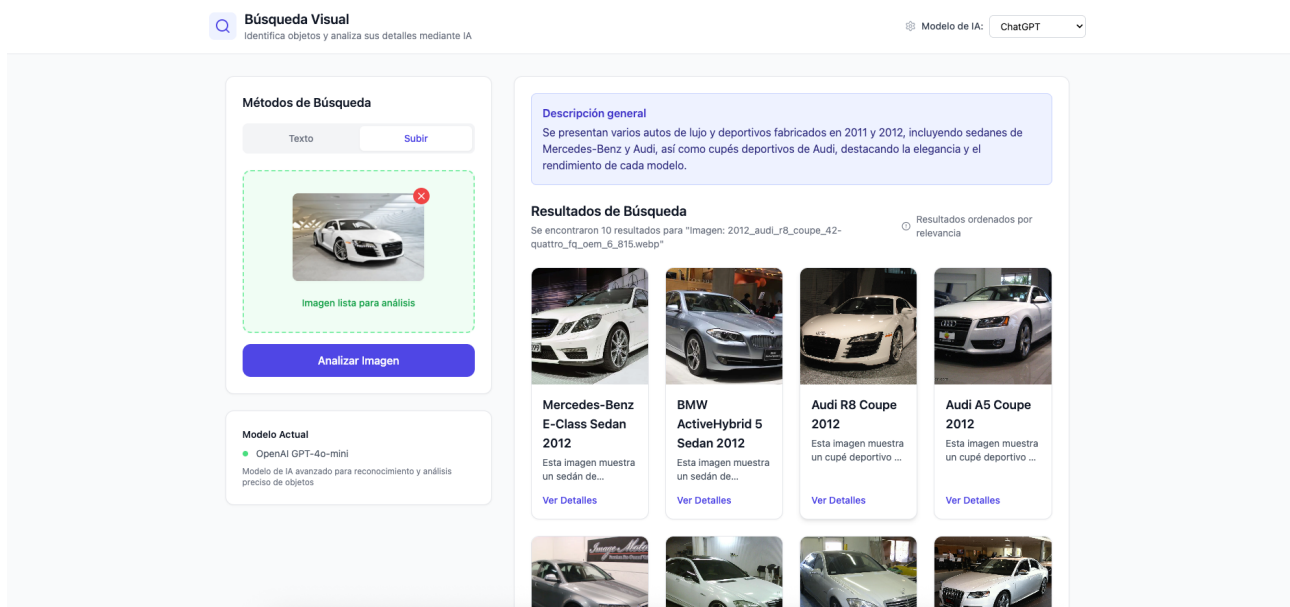 Búsqueda Visual
Identifica objetos y analiza sus detalles mediante IA
Modelo de IA:
ChatGPT
Métodos de Búsqueda
Texto
Subir
Imagen lista para análisis
Analizar Imagen
Modelo Actual
OpenAI GPT-4o-mini
Modelo de IA avanzado para reconocimiento y análisis
preciso de objetos
Descripción general
Se presentan varios autos de lujo y deportivos fabricados en 2011 y 2012, incluyendo sedanes de
Mercedes-Benz y Audi, así como cupés deportivos de Audi, destacando la elegancia y el
rendimiento de cada modelo.
Resultados de Búsqueda
Se encontraron 10 resultados para "Imagen: 2012_audi_r8_coupe_42-
quattro_fq_oem_6_815.webp"
Resultados ordenados por
relevancia
Mercedes-Benz
E-Class Sedan
2012
Esta imagen muestra
un sedán de...
Ver Detalles
BMW
ActiveHybrid 5
Sedan 2012
Esta imagen muestra
un sedán de...
Ver Detalles
Audi R8 Coupe
2012
Esta imagen muestra
un cupé deportivo ...
Ver Detalles
Audi A5 Coupe
2012
Esta imagen muestra
un cupé deportivo ...
Ver Detalles